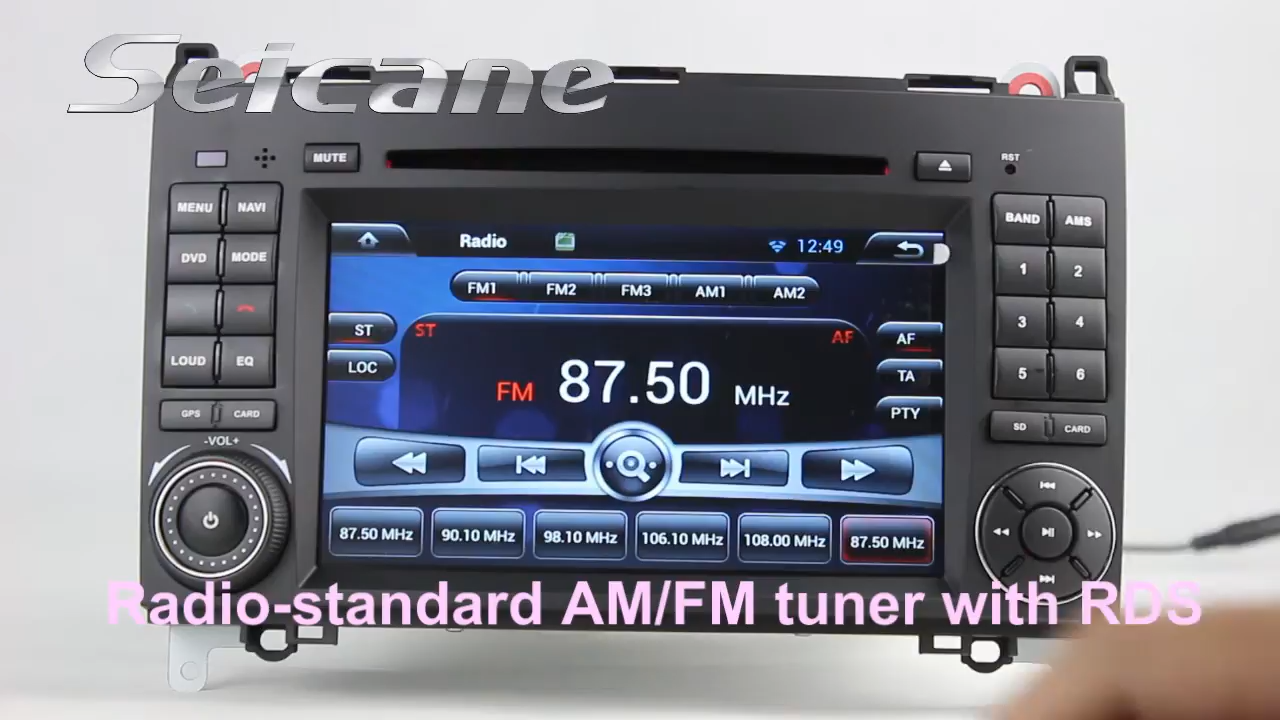 Seicane
MUTE
RST
MENU NAVI
DVD MODE
LOUD EQ
GPS CARD
-VOL+
BAND AMS
1 2
3 4
5 6
SD CARD
Radio 12:49
FM1 FM2 FM3 AM1 AM2
ST ST AF AF
LOC TA
FM 87.50 MHz PTY
87.50 MHz 90.10 MHz 98.10 MHz 106.10 MHz 108.00 MHz 87.50 MHz
Radio-standard AM/FM tuner with RDS